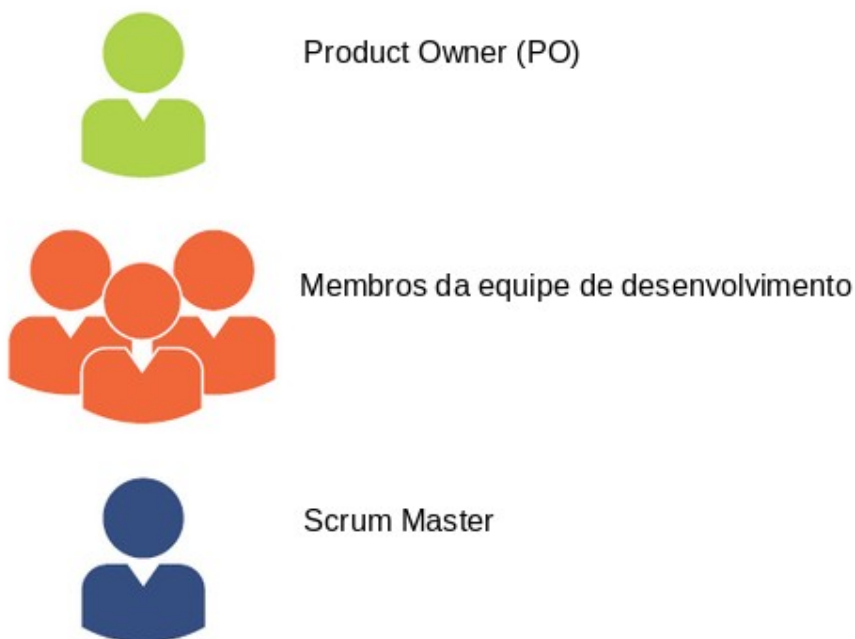 Product Owner (PO)
Membros da equipe de desenvolvimento
Scrum Master